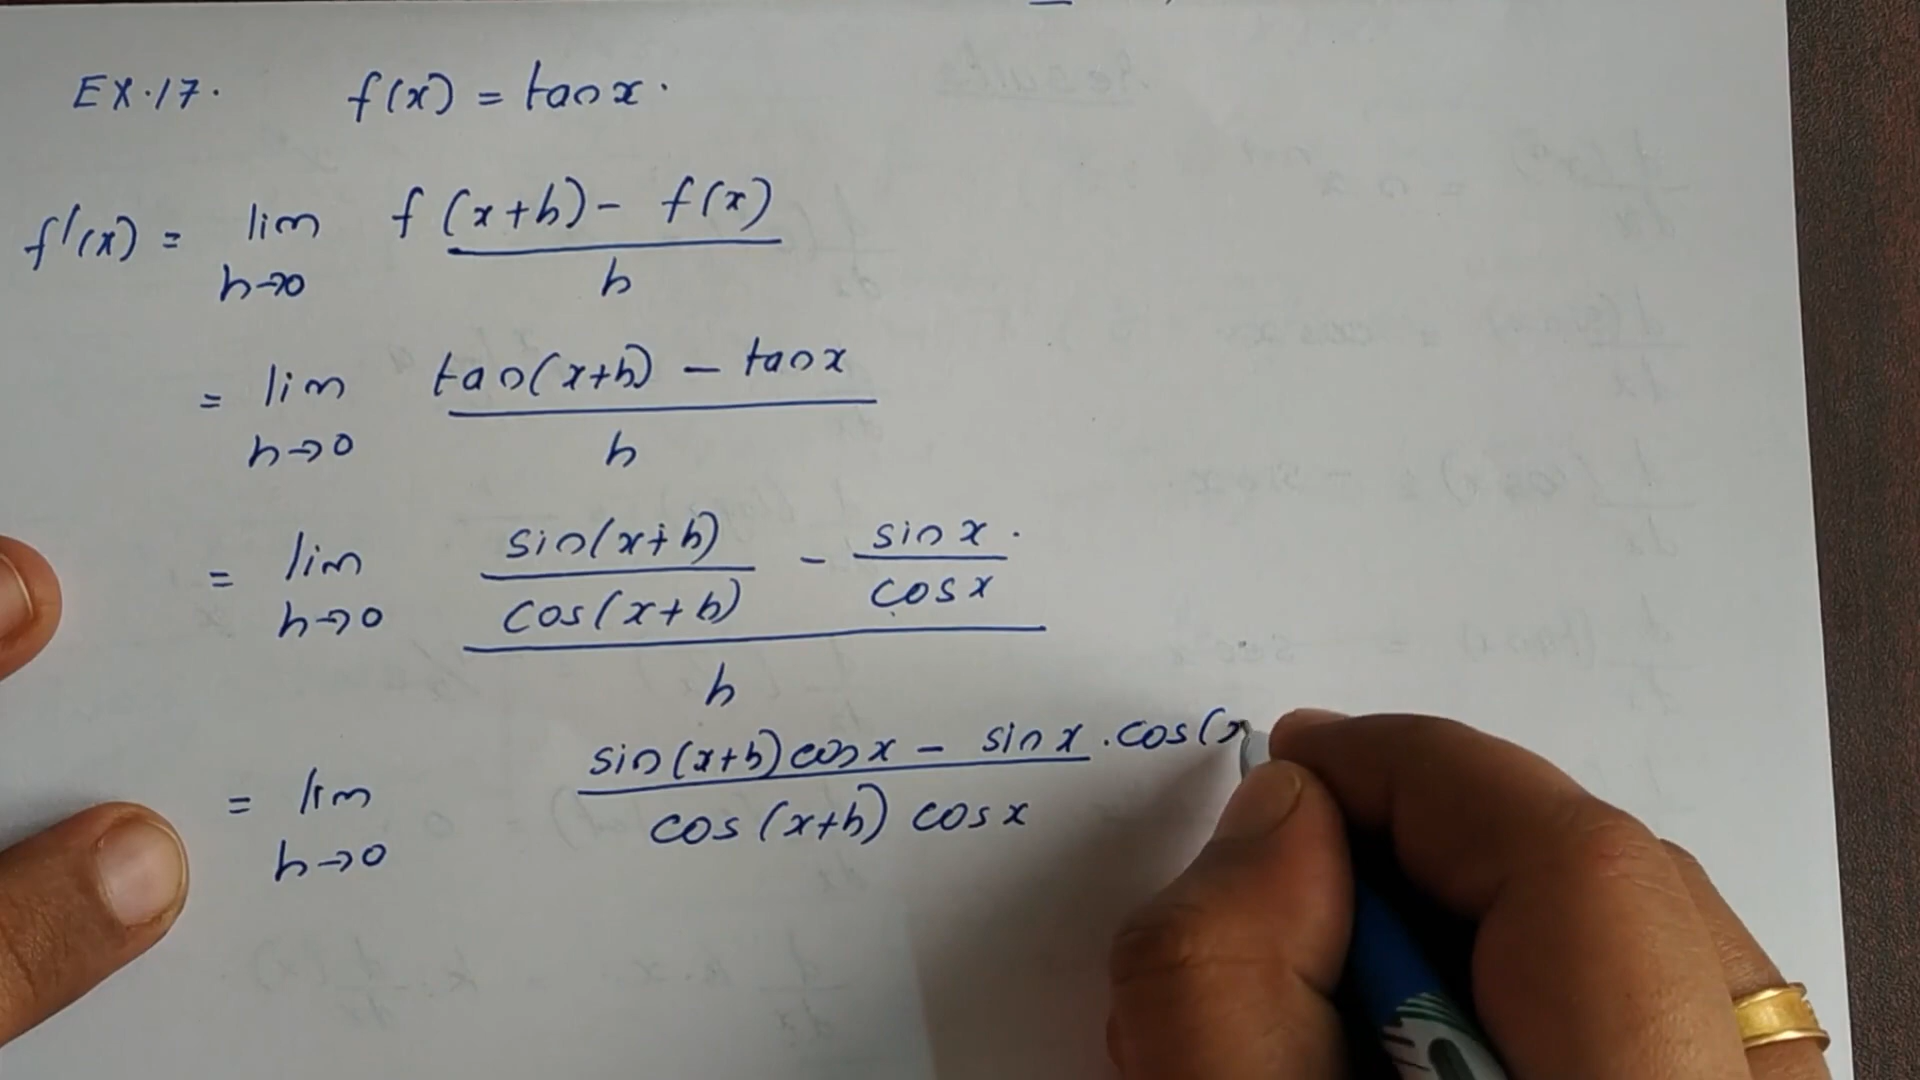 EX.17. f(x) = tan x.
f'(x) = lim h→0 f(x+h) - f(x) / h
= lim h→0 tan(x+h) - tan x / h
= lim h→0 sin(x+h) / cos(x+h) - sin x. / cos x / h
= lim h→0 sin(x+h) cos x - sin x . cos(x / cos(x+h) cos x